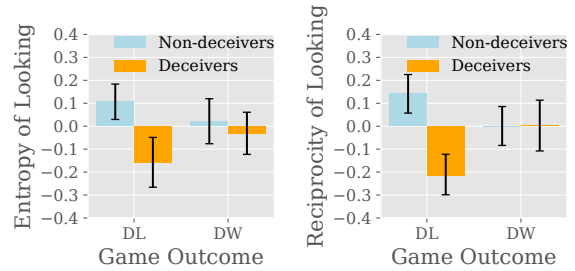 Entropy of Looking
0.4
0.3
0.2
0.1
0.0
−0.1
−0.2
−0.3
−0.4
Non-deceivers
Deceivers
DL
DW
Game Outcome
Reciprocity of Looking
0.4
0.3
0.2
0.1
0.0
−0.1
−0.2
−0.3
−0.4
Non-deceivers
Deceivers
DL
DW
Game Outcome